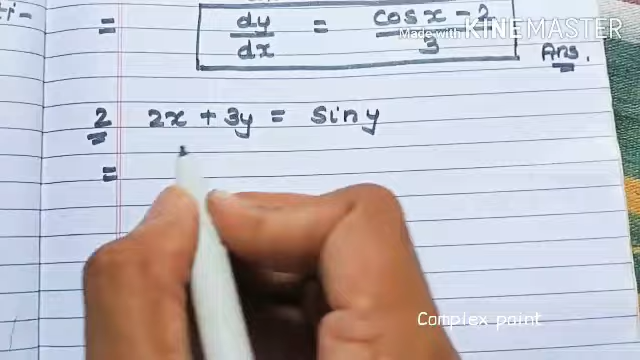 Made with KINEMASTER
= dy/dx = cos x - 2/3
Ans.
2 2x + 3y = sin y
=
Complex point